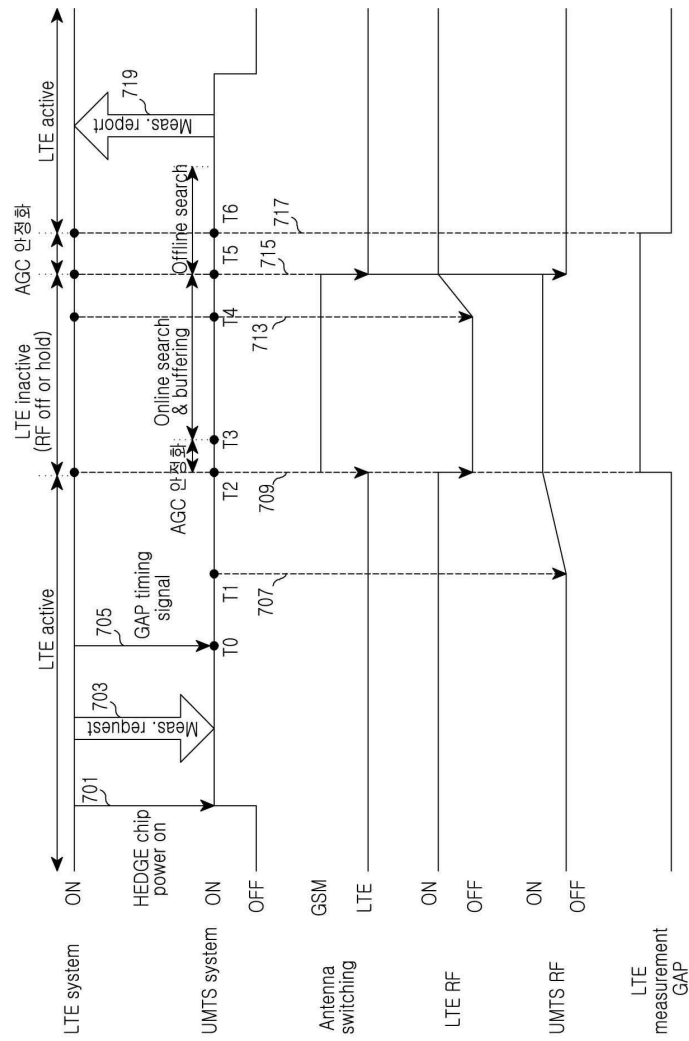 LTE active
LTE inactive
(RF off or hold)
AGC 안정화
LTE active
LTE system
ON
701
HEDGE chip
power on
703
Meas. request
705
GAP timing
signal
AGC 안정화
Online search
& buffering
Offline search
Meas. report
719
UMTS system
ON
OFF
T0
T1
T2
T3
T4
T5
T6
707
709
713
715
717
Antenna
switching
GSM
LTE
LTE RF
ON
OFF
UMTS RF
ON
OFF
LTE
measurement
GAP